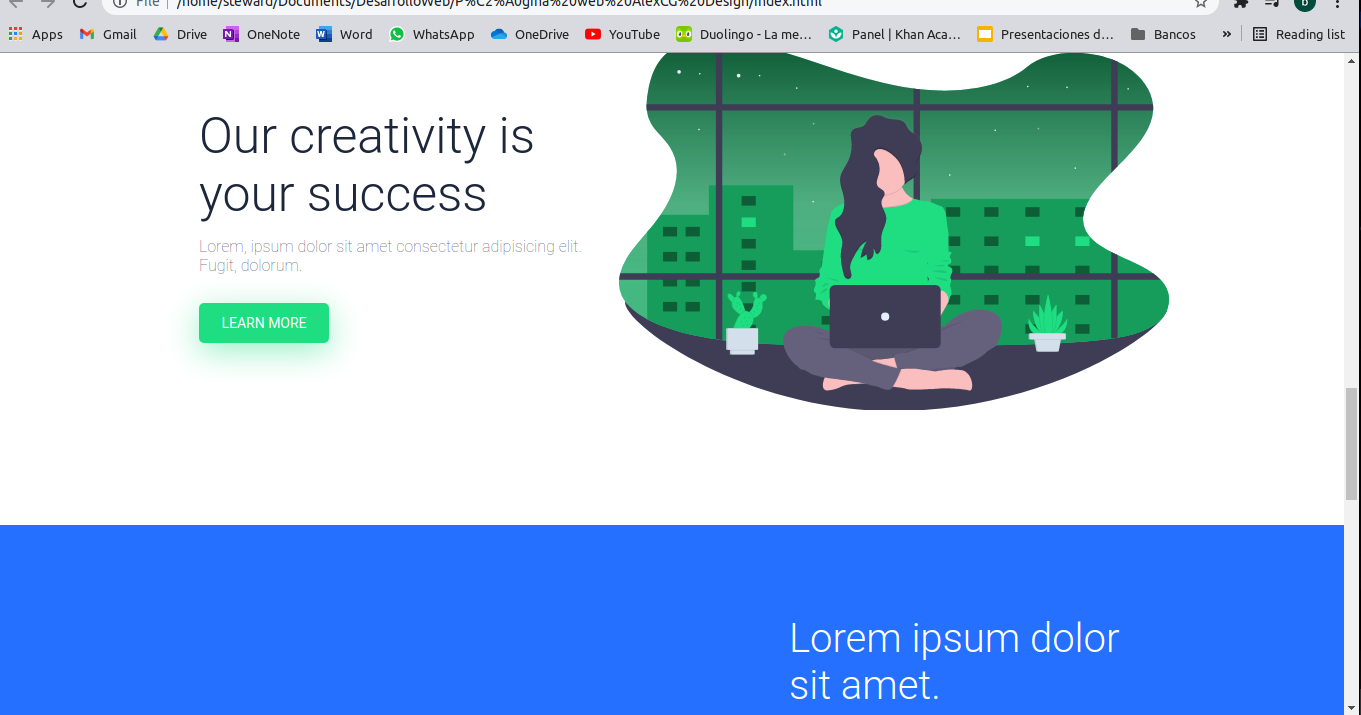 File
/home/steward/Documents/DesarrolloWeb/P%C2%A0gina%20web%20AlexCG%20Design/index.html
b
Apps
Gmail
Drive
OneNote
Word
WhatsApp
OneDrive
YouTube
Duolingo - La me…
Panel | Khan Aca…
Presentaciones d…
Bancos
»
Reading list
Our creativity is
your success
Lorem, ipsum dolor sit amet consectetur adipisicing elit.
Fugit, dolorum.
LEARN MORE
Lorem ipsum dolor
sit amet.